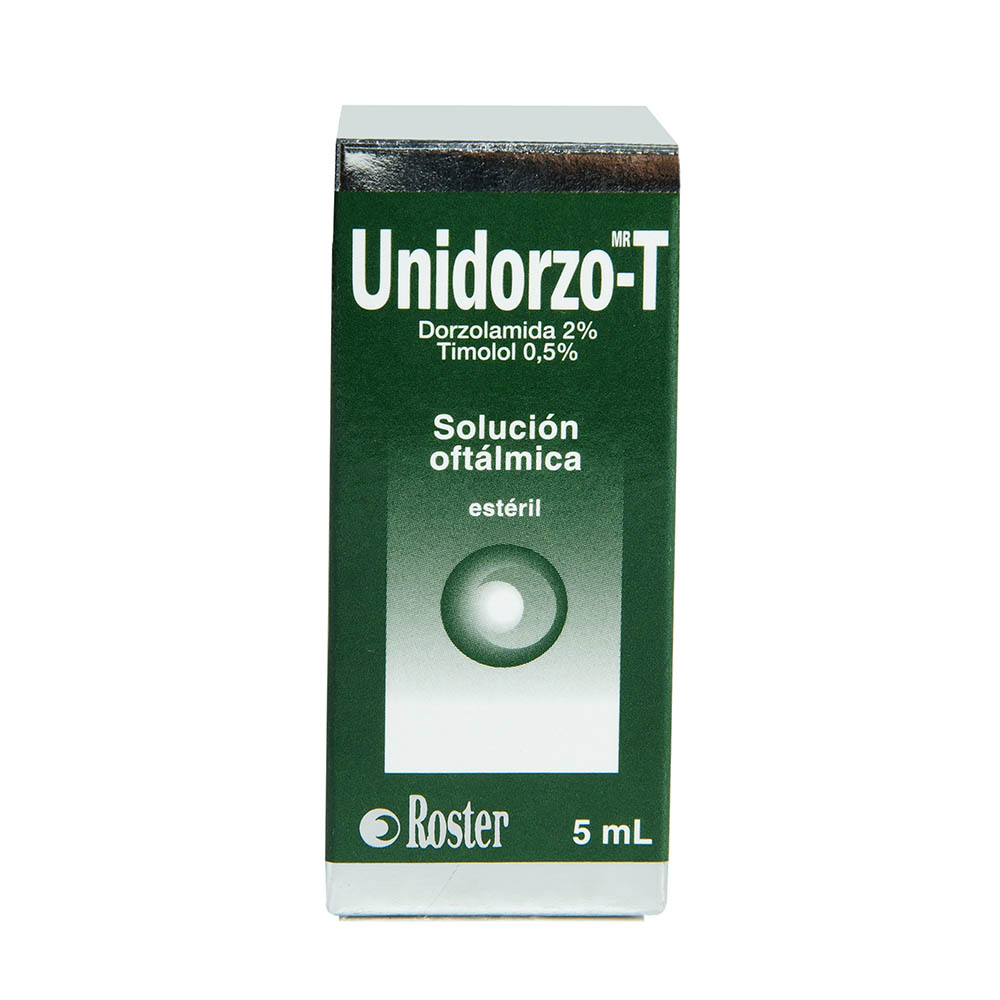 Unidorzo-T MR
Dorzolamida 2%
Timolol 0,5%
Solución
oftálmica
estéril
Roster 5 mL